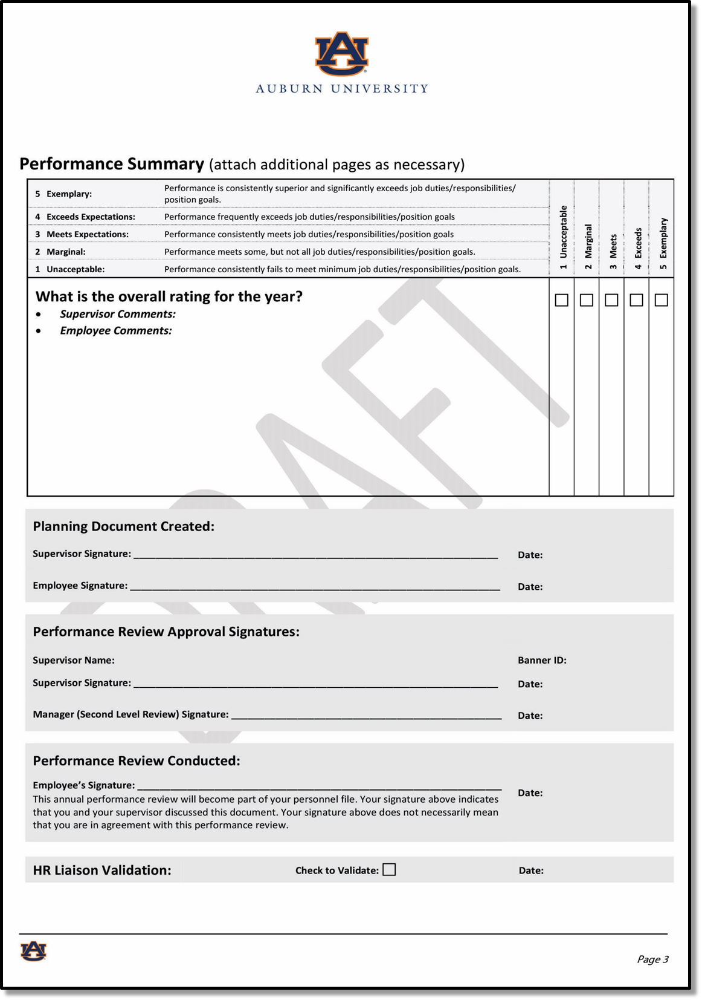 AU
AUBURN UNIVERSITY
Performance Summary (attach additional pages as necessary)
5 Exemplary: Performance is consistently superior and significantly exceeds job duties/responsibilities/
position goals.
4 Exceeds Expectations: Performance frequently exceeds job duties/responsibilities/position goals
3 Meets Expectations: Performance consistently meets job duties/responsibilities/position goals
2 Marginal: Performance meets some, but not all job duties/responsibilities/position goals.
1 Unacceptable: Performance consistently fails to meet minimum job duties/responsibilities/position goals.
1 Unacceptable
2 Marginal
3 Meets
4 Exceeds
5 Exemplary
What is the overall rating for the year?
• Supervisor Comments:
• Employee Comments:
DRAFT
Planning Document Created:
Supervisor Signature: Date:
Employee Signature: Date:
Performance Review Approval Signatures:
Supervisor Name: Banner ID:
Supervisor Signature: Date:
Manager (Second Level Review) Signature: Date:
Performance Review Conducted:
Employee’s Signature: Date:
This annual performance review will become part of your personnel file. Your signature above indicates
that you and your supervisor discussed this document. Your signature above does not necessarily mean
that you are in agreement with this performance review.
HR Liaison Validation: Check to Validate: Date:
AU
Page 3